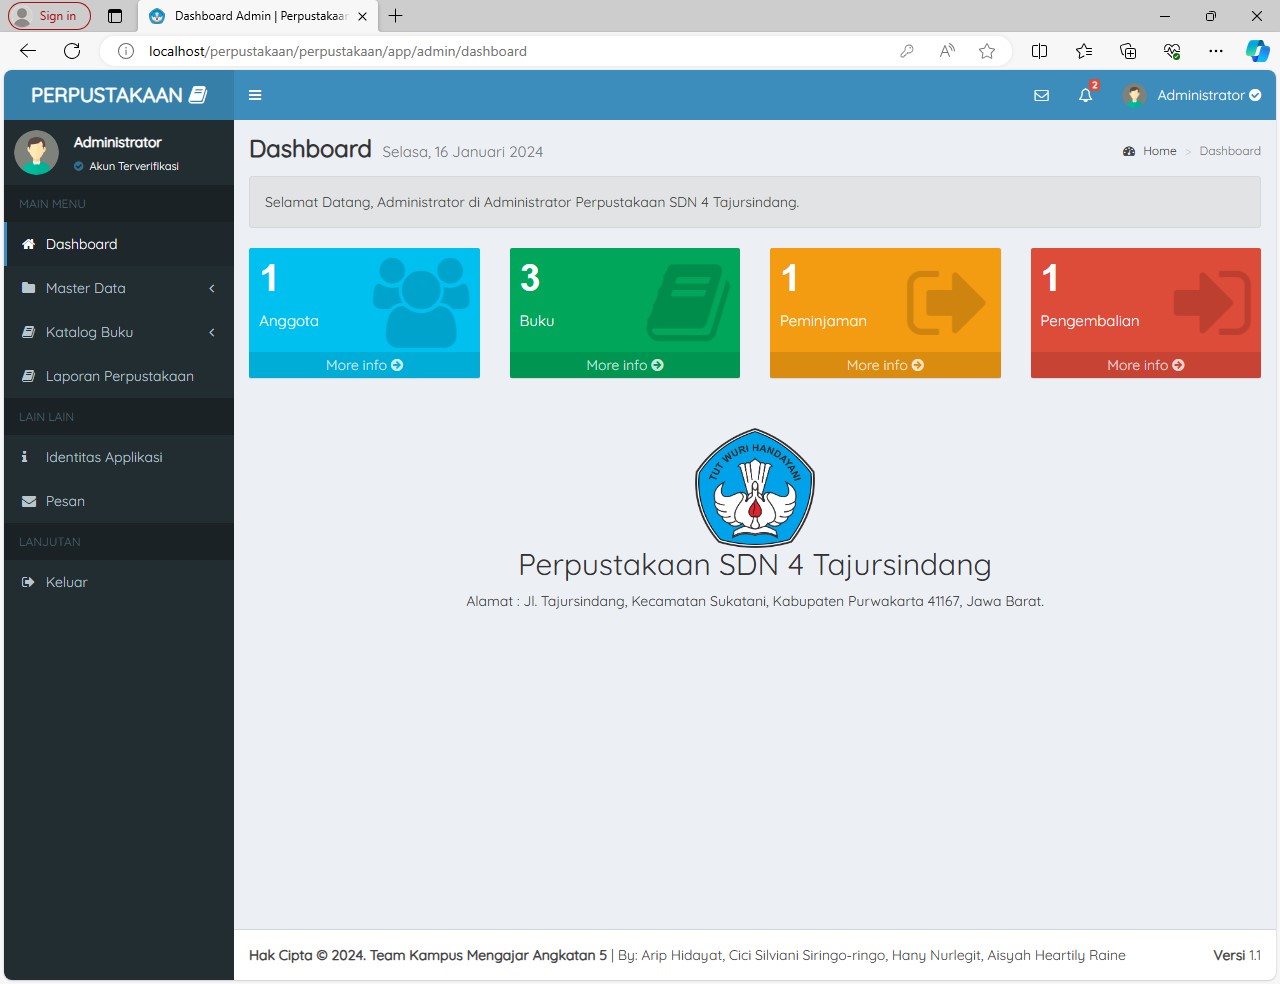 Sign in
Dashboard Admin | Perpustakaan
localhost/perpustakaan/perpustakaan/app/admin/dashboard
PERPUSTAKAAN
2
Administrator
Administrator
Akun Terverifikasi
MAIN MENU
Dashboard
Master Data
Katalog Buku
Laporan Perpustakaan
LAIN LAIN
Identitas Applikasi
Pesan
LANJUTAN
Keluar
Dashboard Selasa, 16 Januari 2024
Home > Dashboard
Selamat Datang, Administrator di Administrator Perpustakaan SDN 4 Tajursindang.
1
Anggota
More info
3
Buku
More info
1
Peminjaman
More info
1
Pengembalian
More info
TUT WURI HANDAYANI
Perpustakaan SDN 4 Tajursindang
Alamat : Jl. Tajursindang, Kecamatan Sukatani, Kabupaten Purwakarta 41167, Jawa Barat.
Hak Cipta © 2024. Team Kampus Mengajar Angkatan 5 | By: Arip Hidayat, Cici Silviani Siringo-ringo, Hany Nurlegit, Aisyah Heartily Raine
Versi 1.1